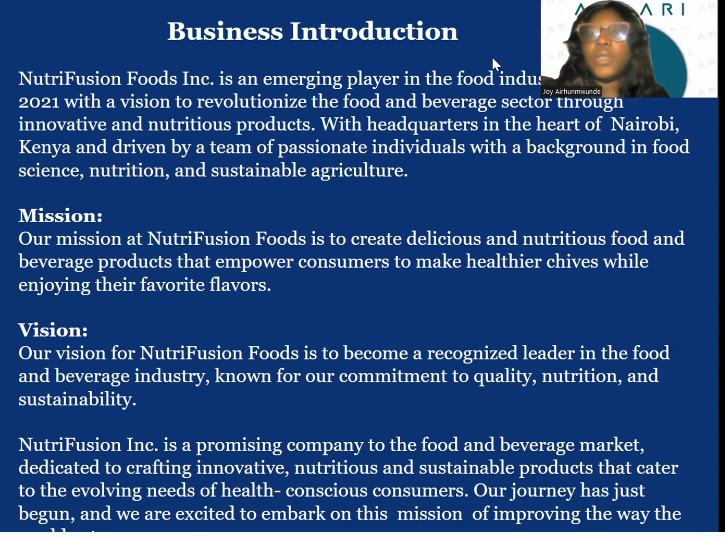 Business Introduction
ARI
Joy Airhunmwunde
NutriFusion Foods Inc. is an emerging player in the food
2021 with a vision to revolutionize the food and beverage sector through
innovative and nutritious products. With headquarters in the heart of Nairobi,
Kenya and driven by a team of passionate individuals with a background in food
science, nutrition, and sustainable agriculture.
Mission:
Our mission at NutriFusion Foods is to create delicious and nutritious food and
beverage products that empower consumers to make healthier chives while
enjoying their favorite flavors.
Vision:
Our vision for NutriFusion Foods is to become a recognized leader in the food
and beverage industry, known for our commitment to quality, nutrition, and
sustainability.
NutriFusion Inc. is a promising company to the food and beverage market,
dedicated to crafting innovative, nutritious and sustainable products that cater
to the evolving needs of health- conscious consumers. Our journey has just
begun, and we are excited to embark on this mission of improving the way the